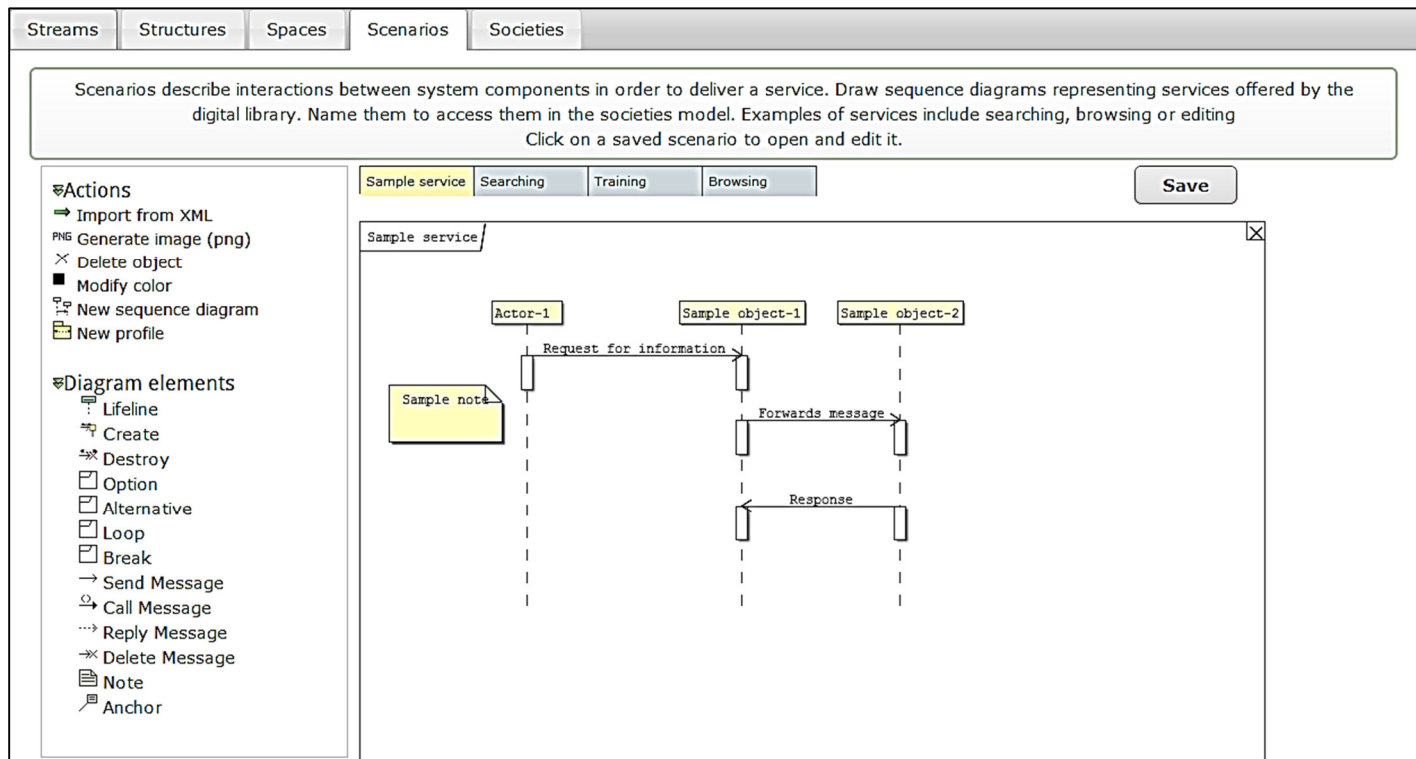 Streams
Structures
Spaces
Scenarios
Societies
Scenarios describe interactions between system components in order to deliver a service. Draw sequence diagrams representing services offered by the
digital library. Name them to access them in the societies model. Examples of services include searching, browsing or editing
Click on a saved scenario to open and edit it.
Actions
Import from XML
PNG Generate image (png)
Delete object
Modify color
New sequence diagram
New profile
Diagram elements
Lifeline
Create
Destroy
Option
Alternative
Loop
Break
Send Message
Call Message
Reply Message
Delete Message
Note
Anchor
Sample service
Searching
Training
Browsing
Save
Sample service
Actor-1
Sample object-1
Sample object-2
Request for information
Sample note
Forwards message
Response